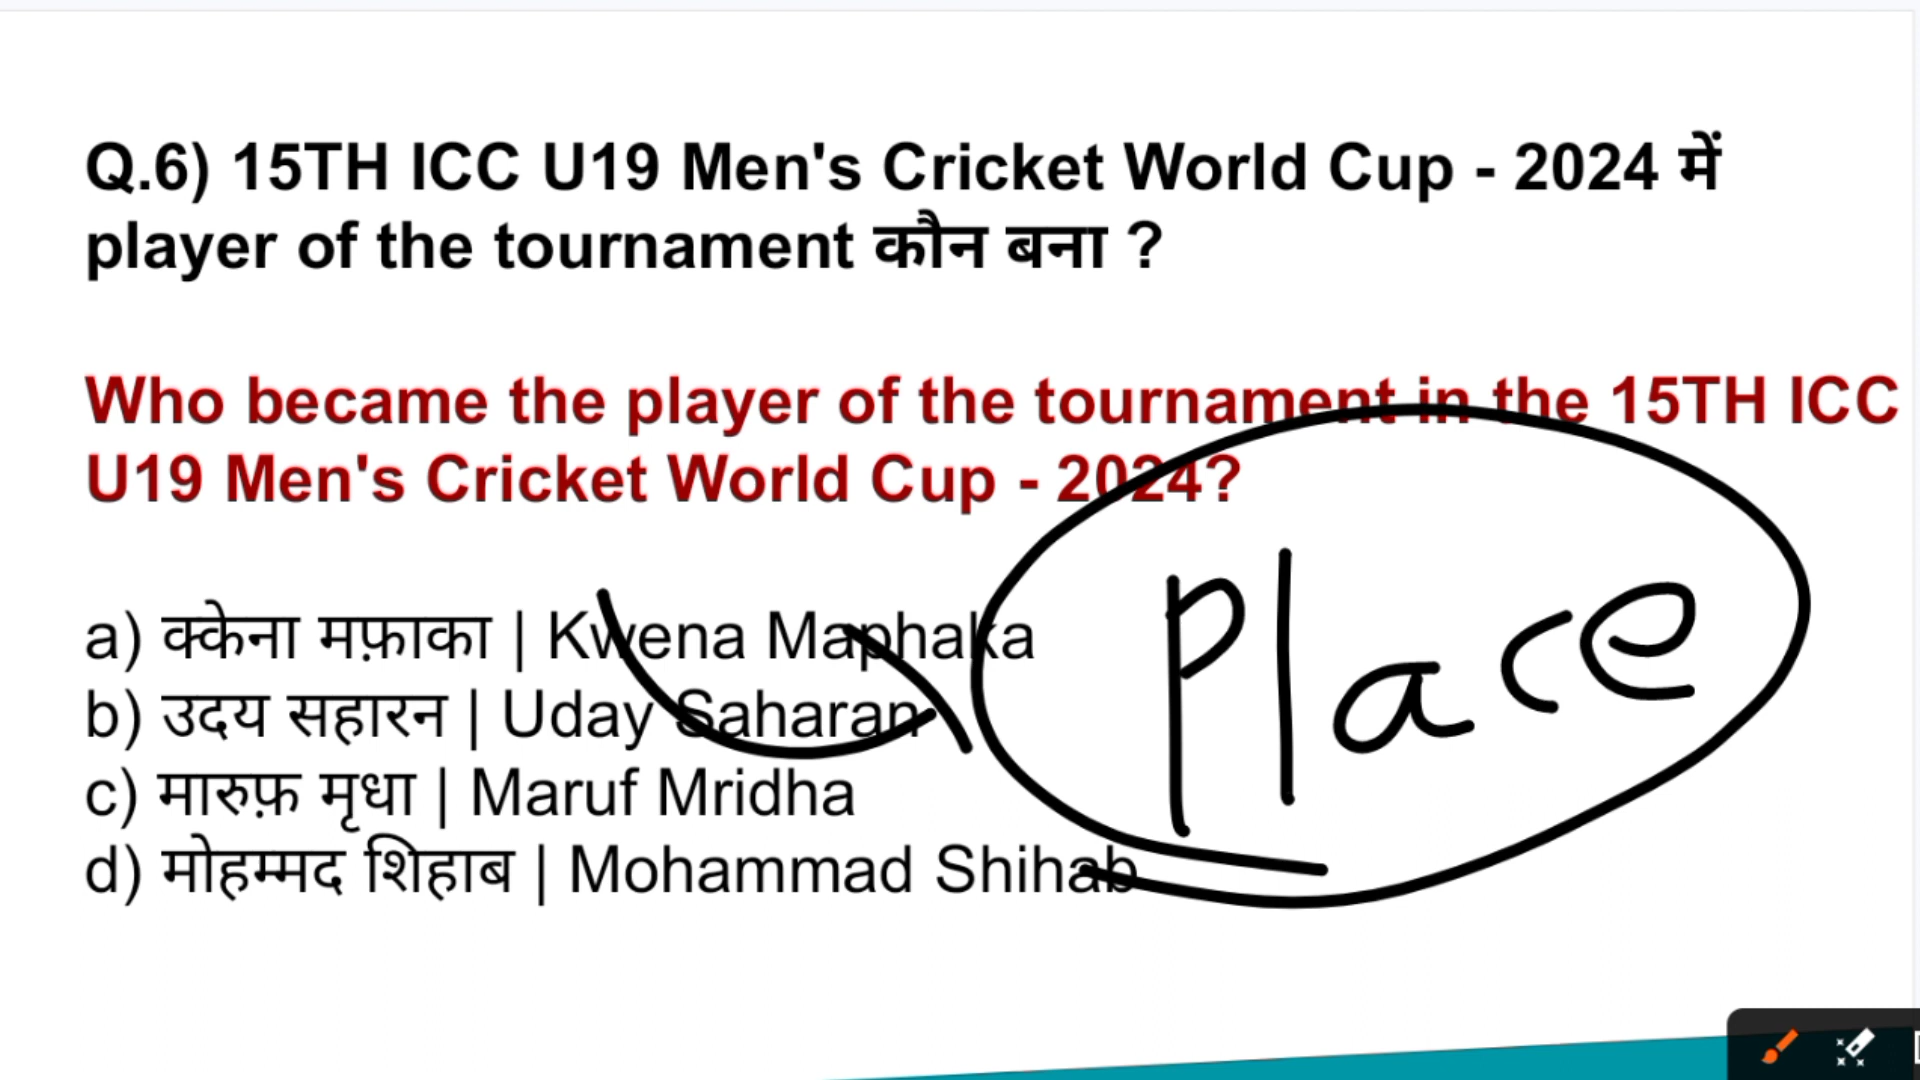 Q.6) 15TH ICC U19 Men's Cricket World Cup - 2024 में
player of the tournament कौन बना ?
Who became the player of the tournament in the 15TH ICC
U19 Men's Cricket World Cup - 2024?
a) क्केना मफ़ाका | Kwena Maphaka
b) उदय सहारन | Uday Saharan
c) मारुफ़ मृधा | Maruf Mridha
d) मोहम्मद शिहाब | Mohammad Shihab
Place